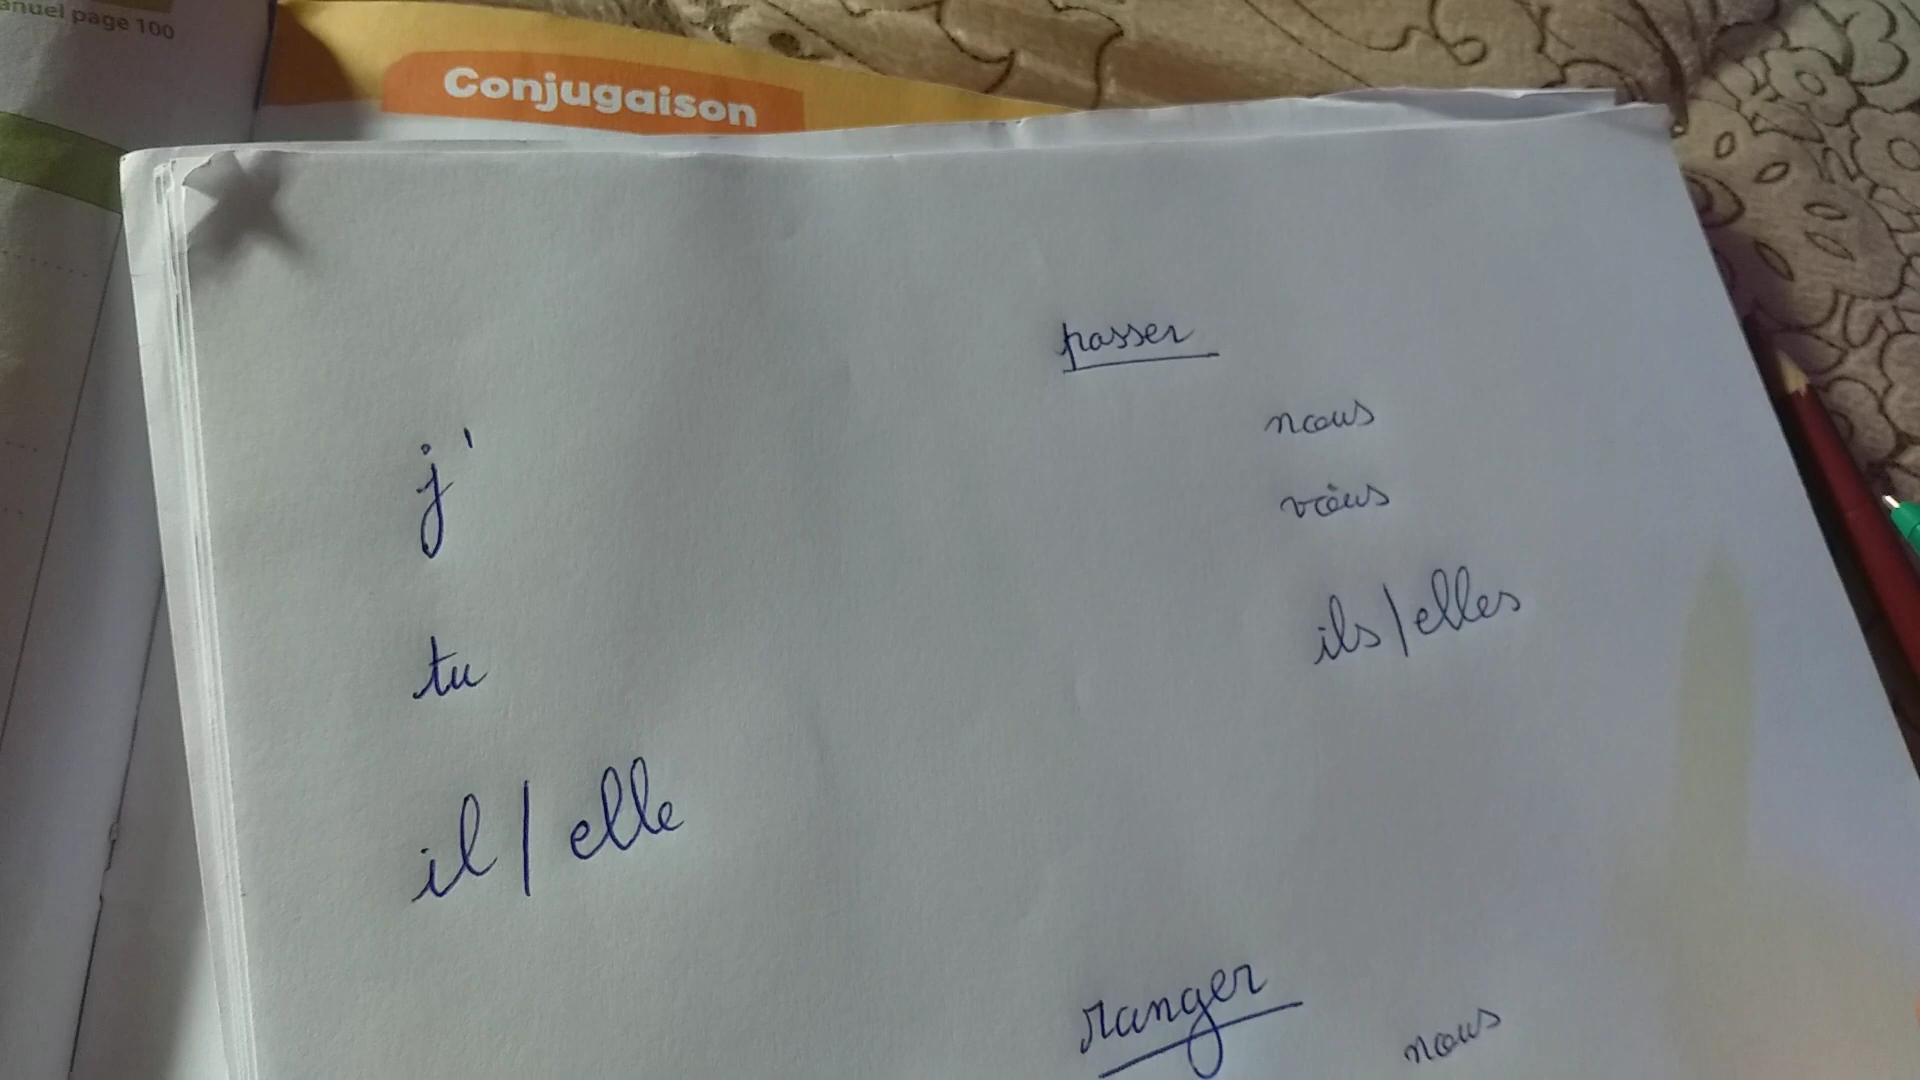 anuel page 100
Conjugaison
passer
j'
tu
il / elle
nous
vous
ils / elles
ranger
nous